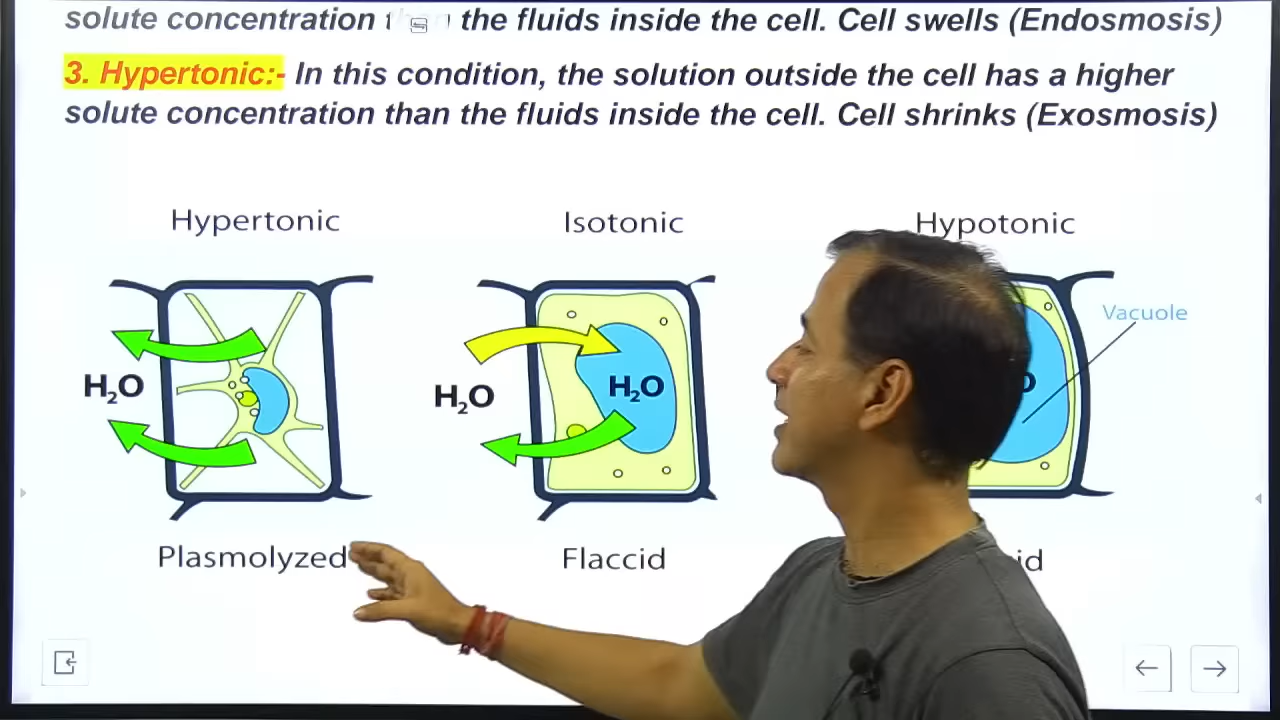 solute concentration the fluids inside the cell. Cell swells (Endosmosis)
3. Hypertonic:- In this condition, the solution outside the cell has a higher
solute concentration than the fluids inside the cell. Cell shrinks (Exosmosis)
Hypertonic Isotonic Hypotonic
Vacuole
H₂O H₂O H₂O
Plasmolyzed Flaccid